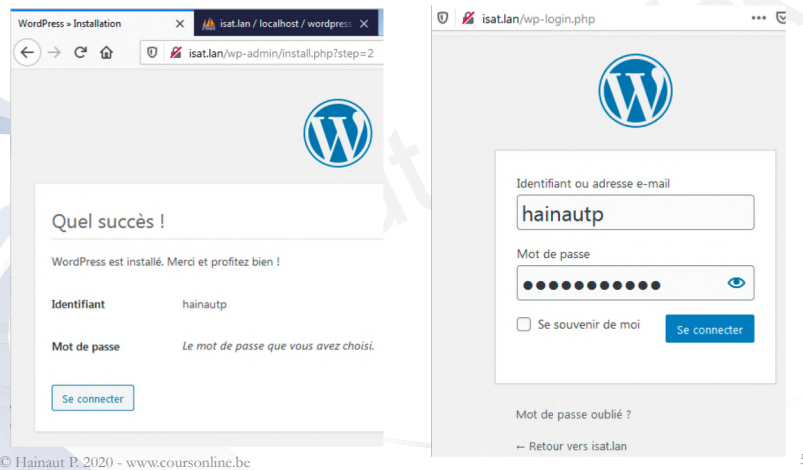 WordPress » Installation
isat.lan / localhost / wordpress
isat.lan/wp-admin/install.php?step=2
Quel succès !
WordPress est installé. Merci et profitez bien !
Identifiant hainautp
Mot de passe Le mot de passe que vous avez choisi.
Se connecter
isat.lan/wp-login.php
Identifiant ou adresse e-mail
hainautp
Mot de passe
Se souvenir de moi
Se connecter
Mot de passe oublié ?
← Retour vers isat.lan
© Hainaut P. 2020 - www.coursonline.be